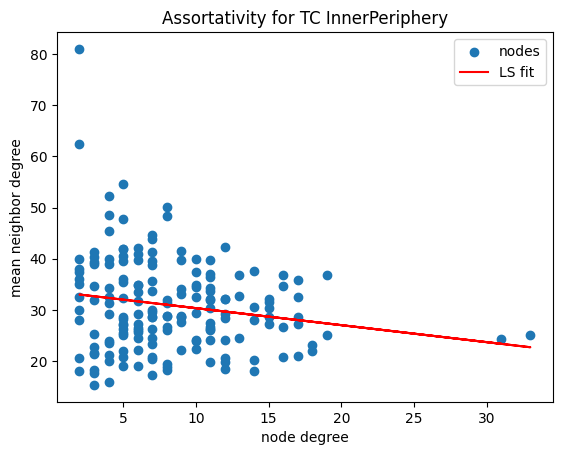 Assortativity for TC InnerPeriphery
nodes
LS fit
mean neighbor degree
80
70
60
50
40
30
20
5
10
15
20
25
30
node degree